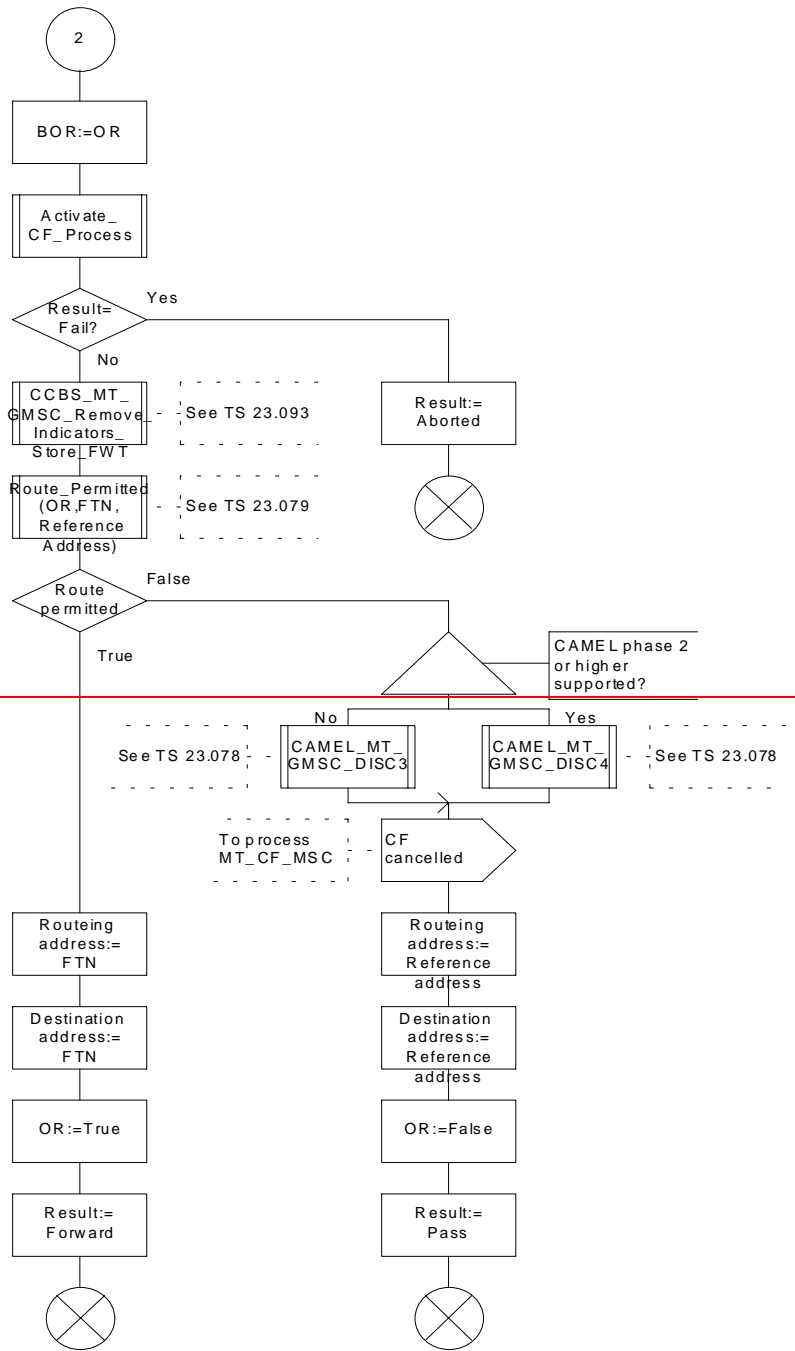 2
BOR:=OR
Activate_
CF_Process
Result=
Fail?
Yes
No
CCBS_MT_
GMSC_Remove_
Indicators_
Store_FWT
See TS 23.093
Result:=
Aborted
Route_Permitted
(OR,FTN,
Reference
Address)
See TS 23.079
Route
permitted
False
True
CAMEL phase 2
or higher
supported?
No
Yes
See TS 23.078
CAMEL_MT_
GMSC_DISC3
CAMEL_MT_
GMSC_DISC4
See TS 23.078
To process
MT_CF_MSC
CF
cancelled
Routeing
address:=
FTN
Routeing
address:=
Reference
address
Destination
address:=
FTN
Destination
address:=
Reference
address
OR:=True
OR:=False
Result:=
Forward
Result:=
Pass